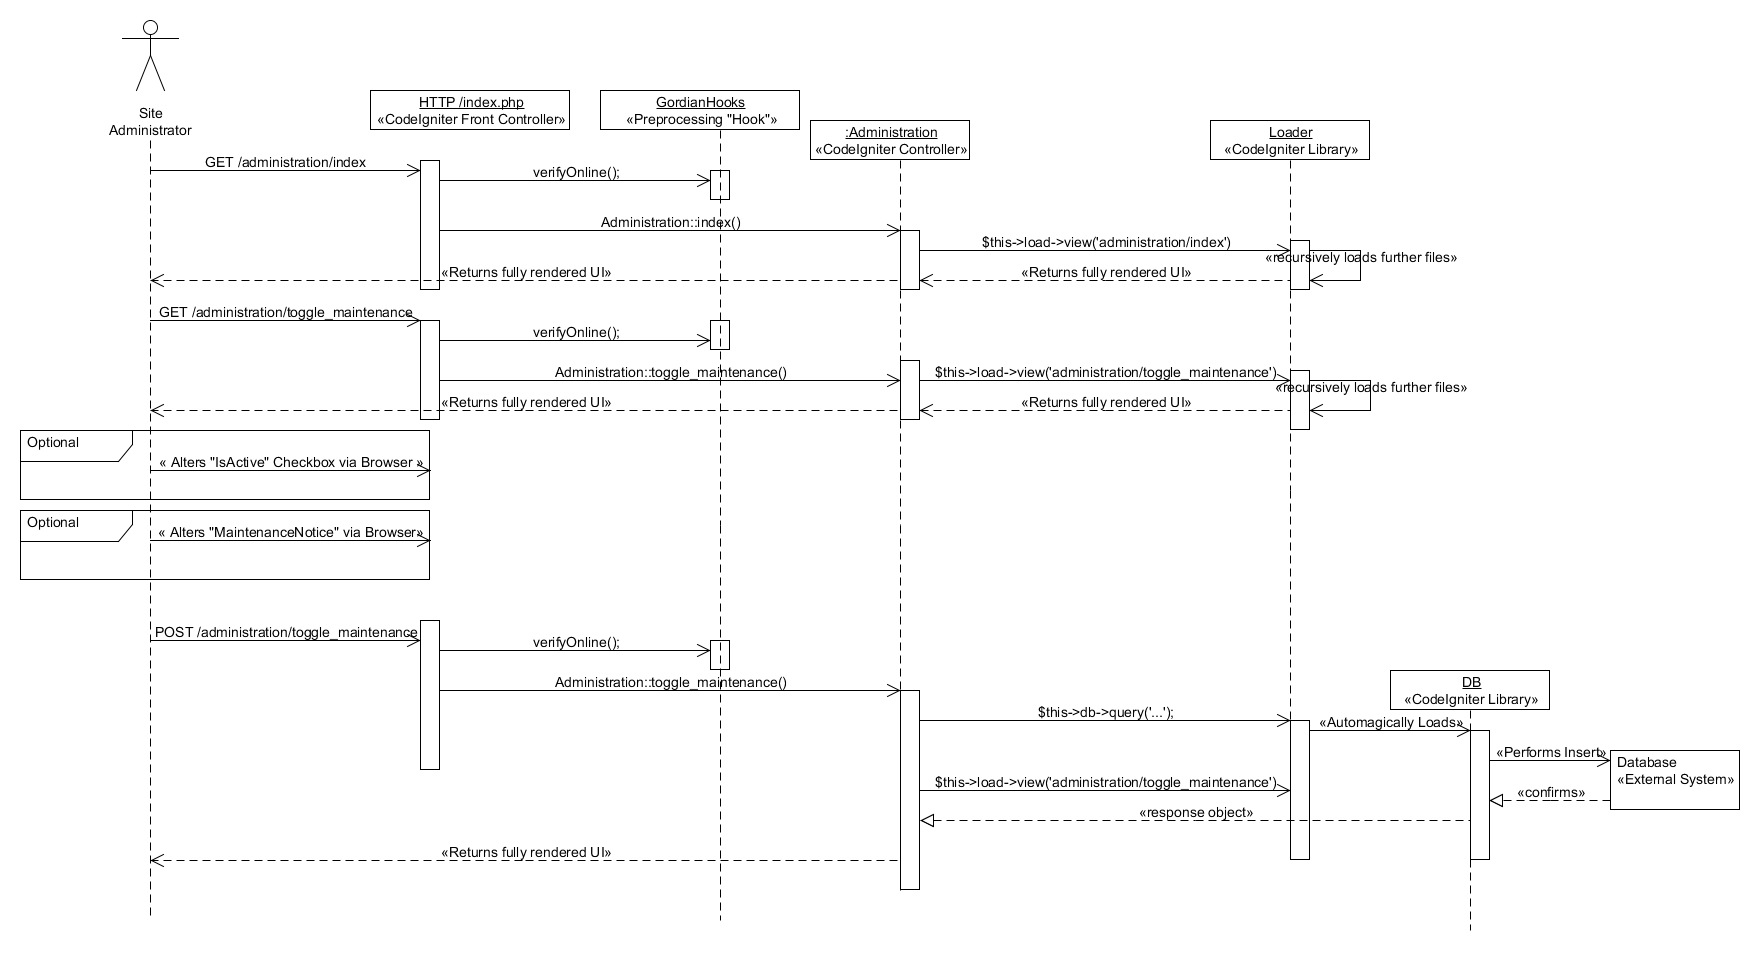 Site
Administrator
HTTP /index.php
«CodeIgniter Front Controller»
GordianHooks
«Preprocessing "Hook"»
:Administration
«CodeIgniter Controller»
Loader
«CodeIgniter Library»
GET /administration/index
verifyOnline();
Administration::index()
$this->load->view('administration/index')
«recursively loads further files»
«Returns fully rendered UI»
«Returns fully rendered UI»
GET /administration/toggle_maintenance
verifyOnline();
Administration::toggle_maintenance()
$this->load->view('administration/toggle_maintenance')
«recursively loads further files»
«Returns fully rendered UI»
«Returns fully rendered UI»
Optional
« Alters "IsActive" Checkbox via Browser »
Optional
« Alters "MaintenanceNotice" via Browser»
POST /administration/toggle_maintenance
verifyOnline();
Administration::toggle_maintenance()
DB
«CodeIgniter Library»
$this->db->query('...');
«Automagically Loads»
«Performs Insert»
Database
«External System»
$this->load->view('administration/toggle_maintenance')
«confirms»
«response object»
«Returns fully rendered UI»